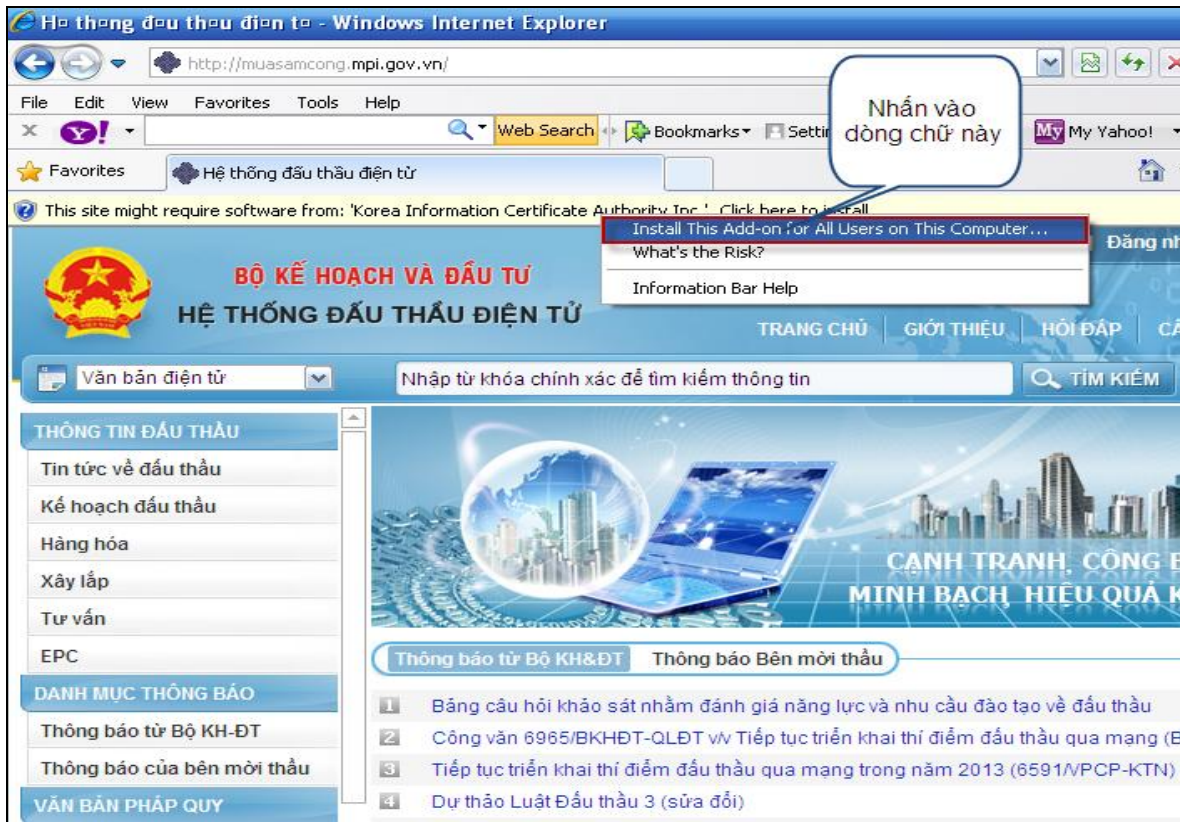 Hệ thống đấu thầu điện tử - Windows Internet Explorer
http://muasamcong.mpi.gov.vn/
File Edit View Favorites Tools Help
Web Search Bookmarks My Yahoo!
Nhấn vào
dòng chữ này
Favorites Hệ thống đấu thầu điện tử
This site might require software from: 'Korea Information Certificate Authority Inc.'. Click here to install
Install This Add-on for All Users on This Computer...
What's the Risk?
Information Bar Help
Đăng
BỘ KẾ HOẠCH VÀ ĐẦU TƯ
HỆ THỐNG ĐẤU THẦU ĐIỆN TỬ
TRANG CHỦ GIỚI THIỆU HỎI ĐÁP
Văn bản điện tử Nhập từ khóa chính xác để tìm kiếm thông tin TÌM KIẾM
THÔNG TIN ĐẤU THẦU
Tin tức về đấu thầu
Kế hoạch đấu thầu
Hàng hóa
Xây lắp
Tư vấn
EPC
DANH MỤC THÔNG BÁO
Thông báo từ Bộ KH-ĐT
Thông báo của bên mời thầu
VĂN BẢN PHÁP QUY
CẠNH TRANH, CÔNG
MINH BẠCH, HIỆU QUẢ
Thông báo từ Bộ KH&ĐT Thông báo Bên mời thầu
1 Bảng câu hỏi khảo sát nhằm đánh giá năng lực và nhu cầu đào tạo về đấu thầu
2 Công văn 6965/BKHĐT-QLĐT v/v Tiếp tục triển khai thí điểm đấu thầu qua mạng (B
3 Tiếp tục triển khai thí điểm đấu thầu qua mạng trong năm 2013 (6591/VPCP-KTN)
4 Dự thảo Luật Đấu thầu 3 (sửa đổi)